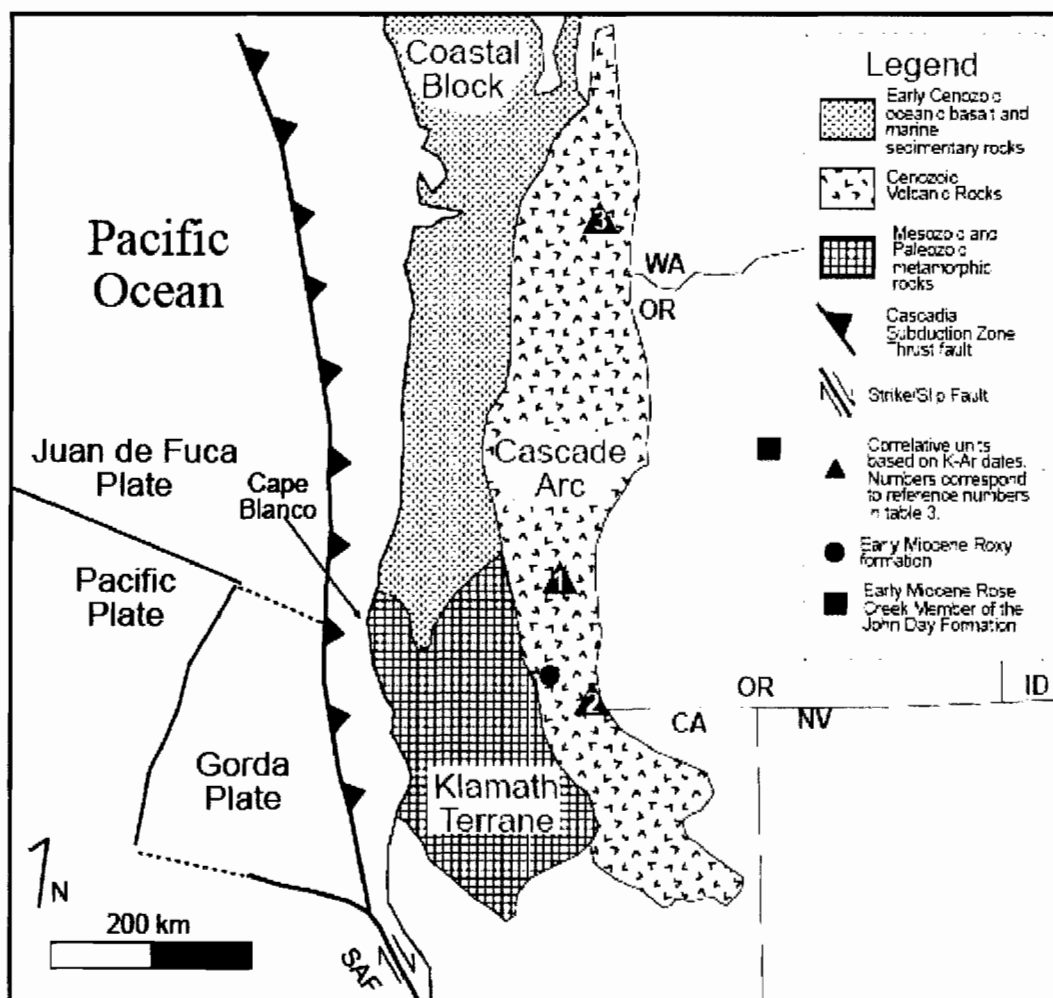 Coastal
Block
Pacific
Ocean
Juan de Fuca
Plate
Cape
Blanco
Pacific
Plate
Gorda
Plate
Klamath
Terrane
Cascade
Arc
3
1
2
WA
OR
OR
ID
CA
NV
N
200 km
SAF
Legend
Early Cenozoic
oceanic basalt and
marine
sedimentary rocks
Cenozoic
Volcanic Rocks
Mesozoic and
Paleozoic
metamorphic
rocks
Cascadia
Subduction Zone
Thrust fault
Strike/Slip Fault
Correlative units
based on K-Ar dates.
Numbers correspond
to reference numbers
in table 3.
Early Miocene Roxy
formation
Early Miocene Rose
Creek Member of the
John Day Formation